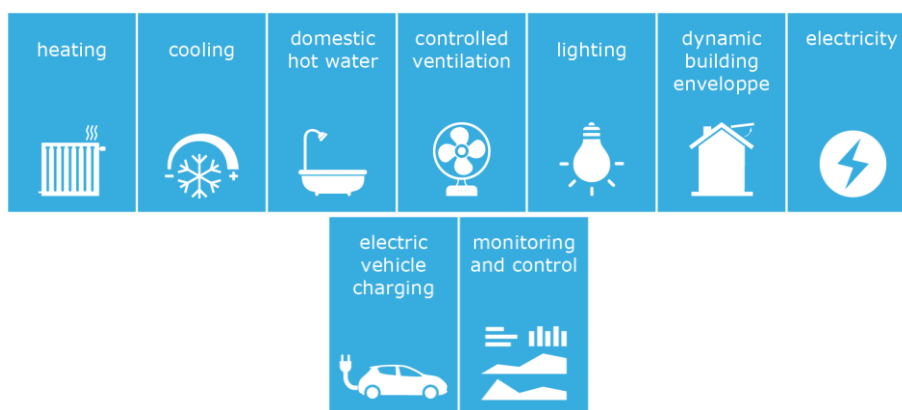 heating
cooling
domestic
hot water
controlled
ventilation
lighting
dynamic
building
enveloppe
electricity
electric
vehicle
charging
monitoring
and control